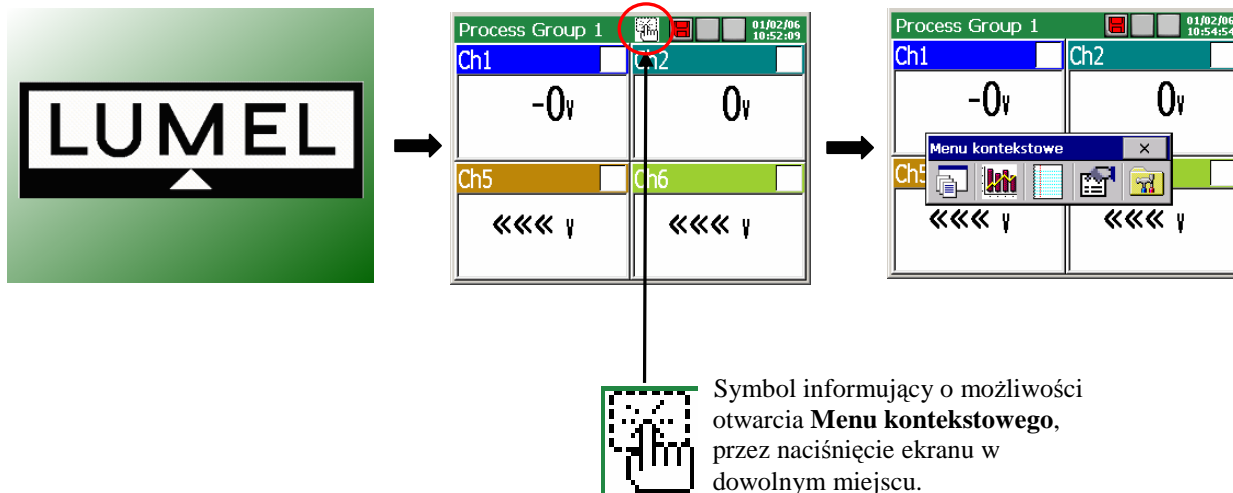 LUMEL
Process Group 1
01/02/06
10:52:09
Ch1
Ch2
-0V
0V
Ch5
Ch6
««« V
««« V
Process Group 1
01/02/06
10:54:54
Ch1
Ch2
-0V
0V
Menu kontekstowe
Ch5
««« V
««« V
Symbol informujący o możliwości
otwarcia Menu kontekstowego,
przez naciśnięcie ekranu w
dowolnym miejscu.